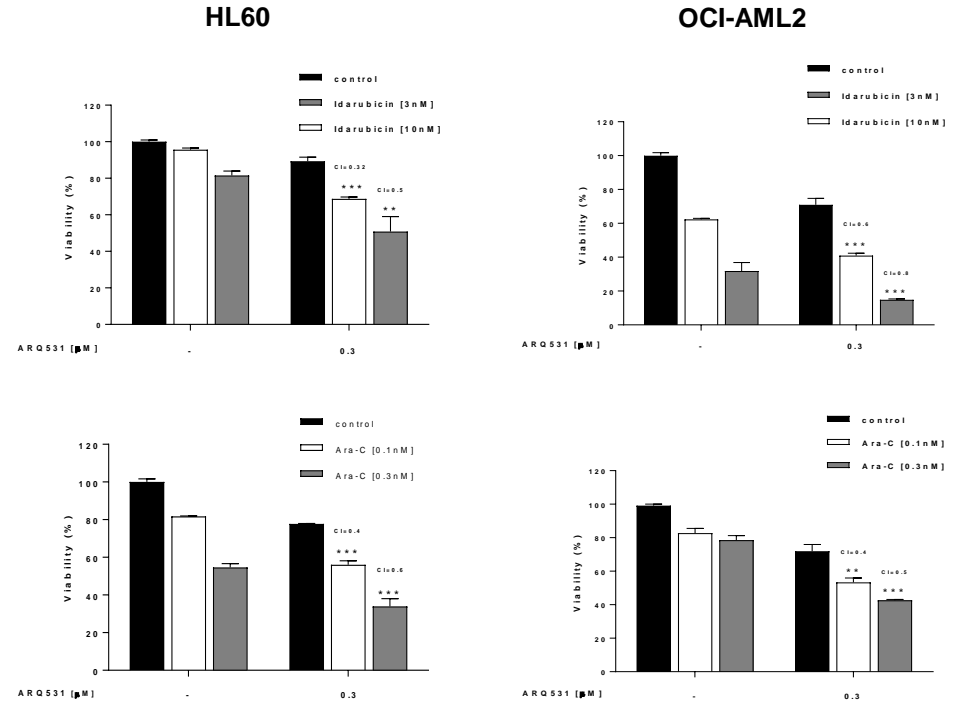 HL60
OCI-AML2
control
Idarubicin [3nM]
Idarubicin [10nM]
120
100
80
60
40
20
0
Viability (%)
CI=0.32
***
CI=0.5
**
ARQ531 [µM]
-
0.3
control
Idarubicin [3nM]
Idarubicin [10nM]
120
100
80
60
40
20
0
Viability (%)
CI=0.6
***
CI=0.8
***
ARQ531 [µM]
-
0.3
control
Ara-C [0.1nM]
Ara-C [0.3nM]
120
100
80
60
40
20
0
Viability (%)
CI=0.4
***
CI=0.6
***
ARQ531 [µM]
-
0.3
control
Ara-C [0.1nM]
Ara-C [0.3nM]
120
100
80
60
40
20
0
Viability (%)
CI=0.4
**
CI=0.5
***
ARQ531 [µM]
-
0.3